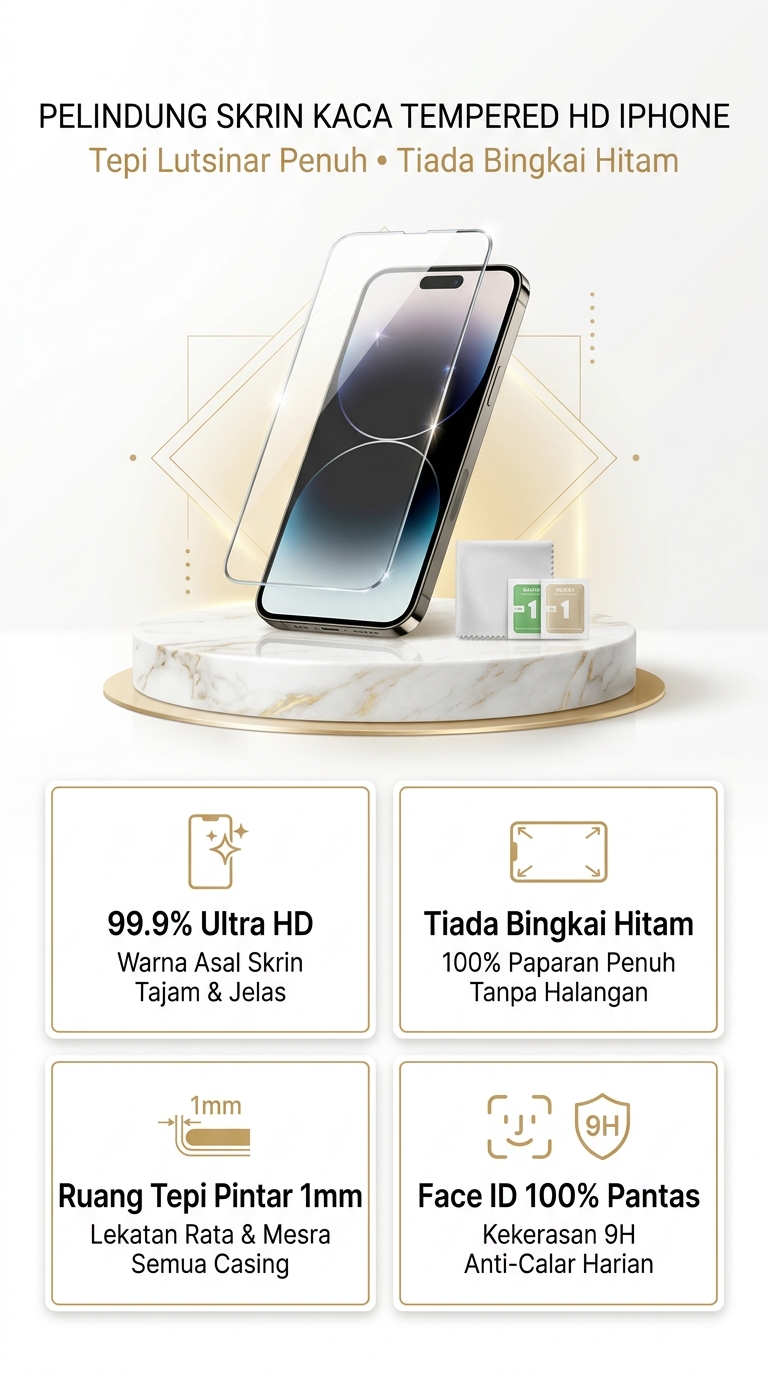 PELINDUNG SKRIN KACA TEMPERED HD IPHONE
Tepi Lutsinar Penuh • Tiada Bingkai Hitam
1
1
99.9% Ultra HD
Warna Asal Skrin
Tajam & Jelas
Tiada Bingkai Hitam
100% Paparan Penuh
Tanpa Halangan
1mm
Ruang Tepi Pintar 1mm
Lekatan Rata & Mesra
Semua Casing
9H
Face ID 100% Pantas
Kekerasan 9H
Anti-Calar Harian